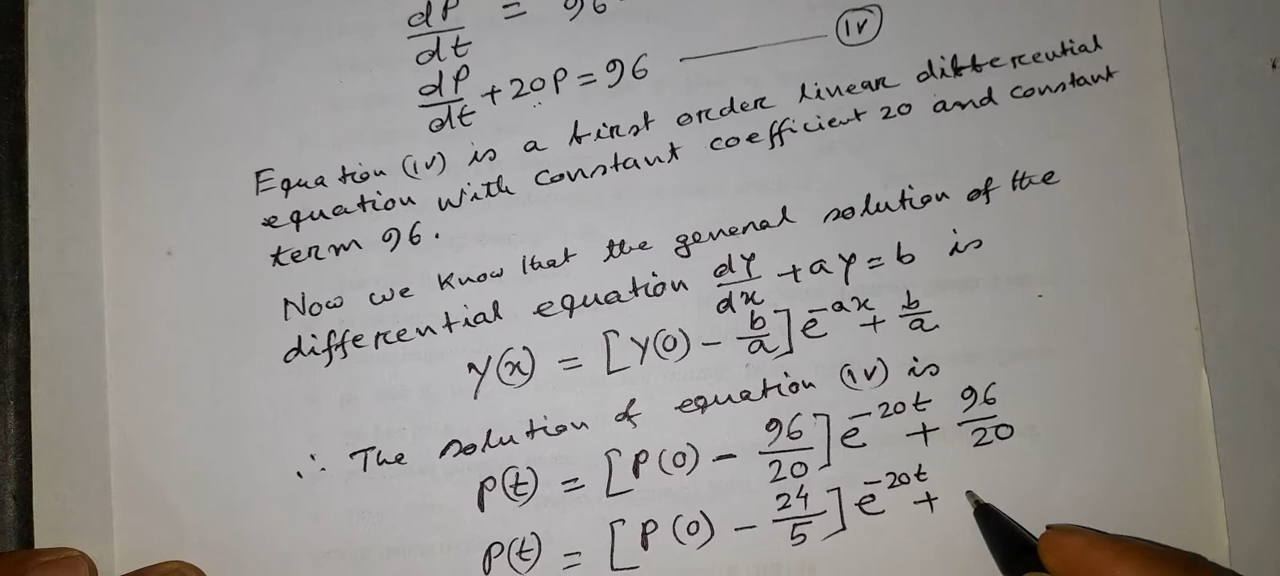 dP/dt = 96
dP/dt + 20P = 96 ——— (iv)
Equation (iv) is a first order linear differential
equation with constant coefficient 20 and constant
term 96.
Now we know that the general solution of the
differential equation dy/dx + ay = b is
y(x) = [y(0) - b/a] e^-ax + b/a
∴ The solution of equation (iv) is
P(t) = [P(0) - 96/20] e^-20t + 96/20
P(t) = [P(0) - 24/5] e^-20t +